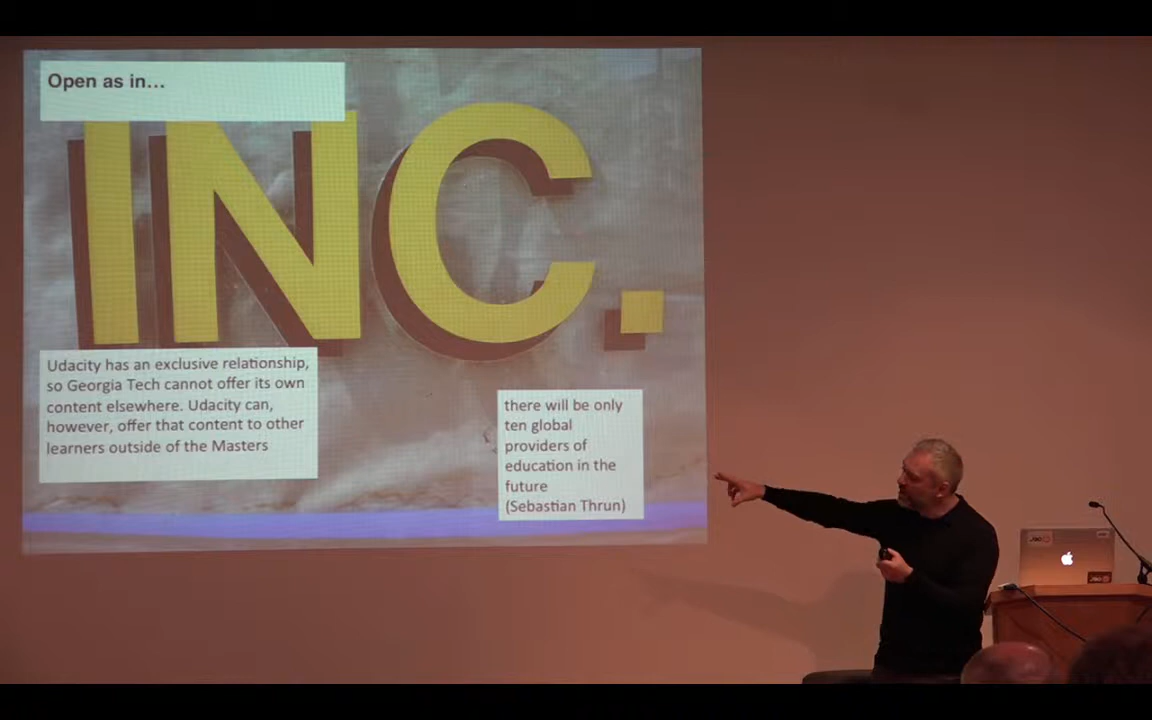 Open as in...
INC.
Udacity has an exclusive relationship,
so Georgia Tech cannot offer its own
content elsewhere. Udacity can,
however, offer that content to other
learners outside of the Masters
there will be only
ten global
providers of
education in the
future
(Sebastian Thrun)